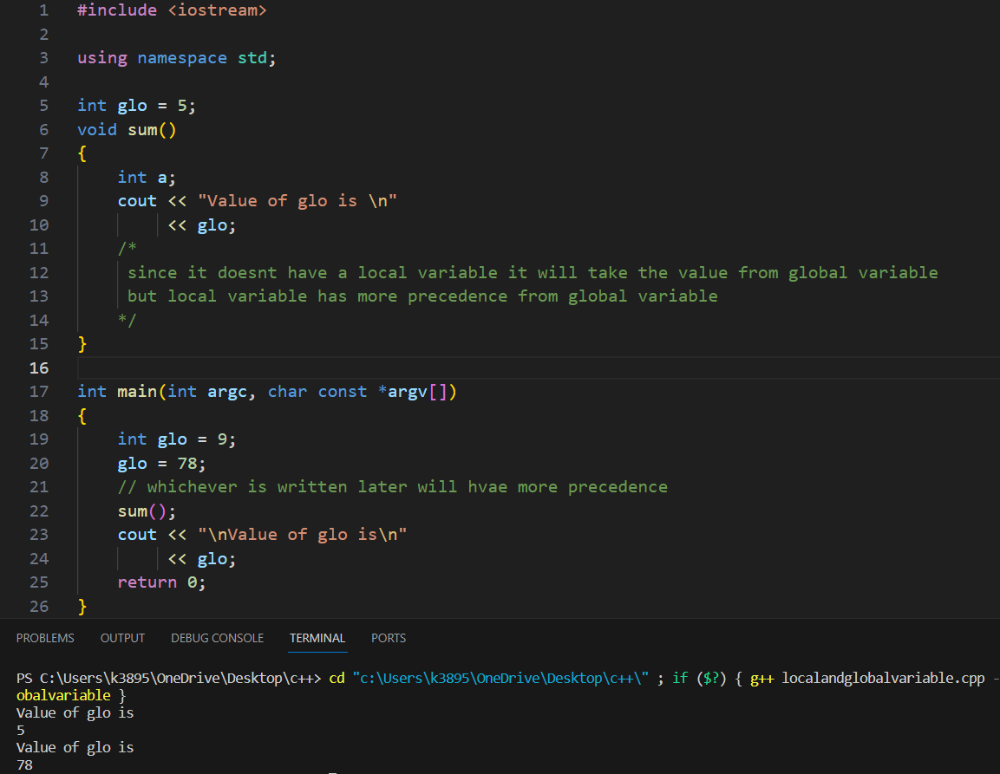 1 #include <iostream>
2
3 using namespace std;
4
5 int glo = 5;
6 void sum()
7 {
8     int a;
9     cout << "Value of glo is \n"
10         << glo;
11     /*
12      since it doesnt have a local variable it will take the value from global variable
13      but local variable has more precedence from global variable
14     */
15 }
16
17 int main(int argc, char const *argv[])
18 {
19     int glo = 9;
20     glo = 78;
21     // whichever is written later will hvae more precedence
22     sum();
23     cout << "\nValue of glo is\n"
24         << glo;
25     return 0;
26 }
PROBLEMS OUTPUT DEBUG CONSOLE TERMINAL PORTS
PS C:\Users\k3895\OneDrive\Desktop\c++> cd "c:\Users\k3895\OneDrive\Desktop\c++\" ; if ($?) { g++ localandglobalvariable.cpp -
obalvariable }
Value of glo is
5
Value of glo is
78